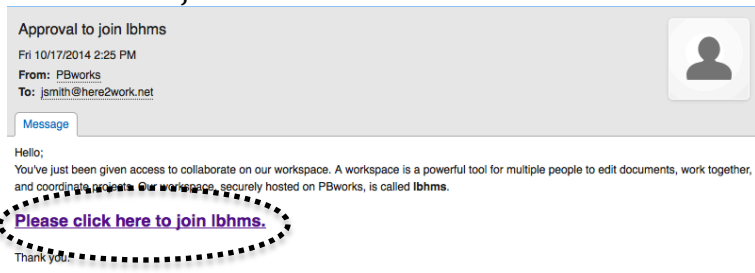 Approval to join lbhms
Fri 10/17/2014 2:25 PM
From: PBworks
To: jsmith@here2work.net
Message
Hello;
You've just been given access to collaborate on our workspace. A workspace is a powerful tool for multiple people to edit documents, work together,
and coordinate projects. Our workspace, securely hosted on PBworks, is called lbhms.
Please click here to join lbhms.
Thank you.